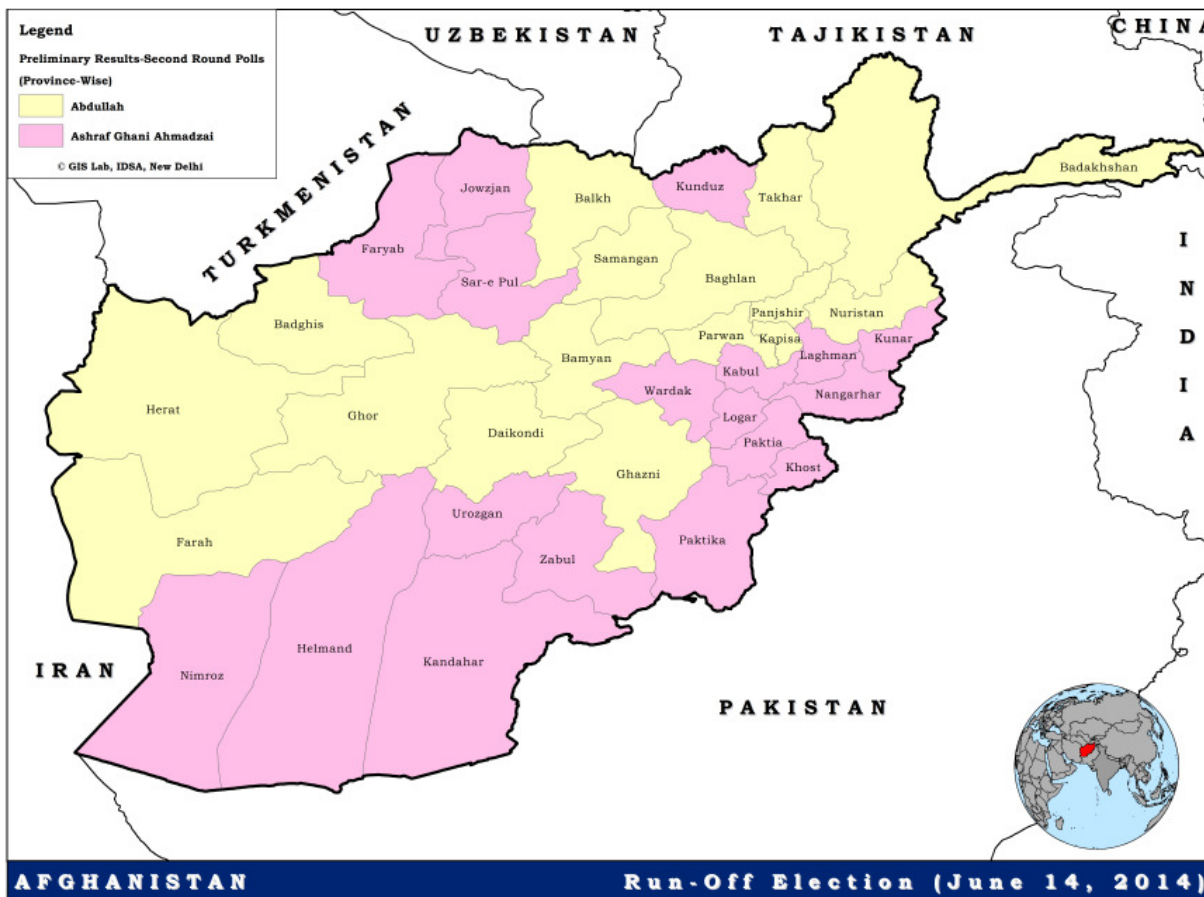 Legend
Preliminary Results-Second Round Polls
(Province-Wise)
Abdullah
Ashraf Ghani Ahmadzai
© GIS Lab, IDSA, New Delhi
UZBEKISTAN
TAJIKISTAN
CHINA
TURKMENISTAN
INDIA
IRAN
PAKISTAN
Badakhshan
Jowzjan
Kunduz
Balkh
Takhar
Faryab
Samangan
Sar-e Pul
Baghlan
Panjshir
Nuristan
Badghis
Parwan
Kapisa
Kunar
Laghman
Bamyan
Kabul
Wardak
Nangarhar
Herat
Ghor
Logar
Daikondi
Paktia
Khost
Ghazni
Urozgan
Farah
Paktika
Zabul
Helmand
Kandahar
Nimroz
AFGHANISTAN
Run-Off Election (June 14, 2014)